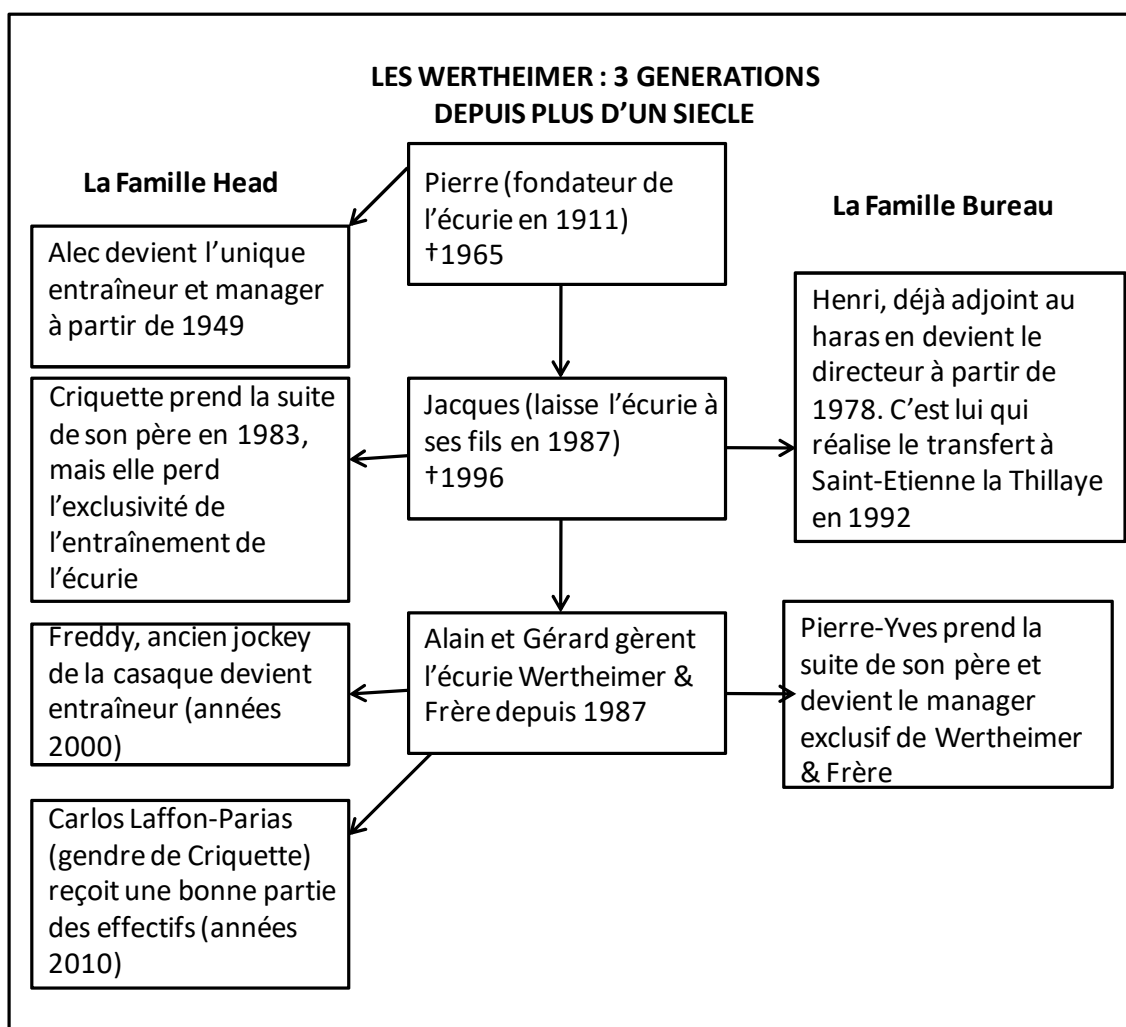 LES WERTHEIMER : 3 GENERATIONS
DEPUIS PLUS D’UN SIECLE
La Famille Head
Pierre (fondateur de
l’écurie en 1911)
†1965
La Famille Bureau
Alec devient l’unique
entraîneur et manager
à partir de 1949
Henri, déjà adjoint au
haras en devient le
directeur à partir de
1978. C’est lui qui
réalise le transfert à
Saint-Etienne la Thillaye
en 1992
Criquette prend la suite
de son père en 1983,
mais elle perd
l’exclusivité de
l’entraînement de
l’écurie
Jacques (laisse l’écurie à
ses fils en 1987)
†1996
Freddy, ancien jockey
de la casaque devient
entraîneur (années
2000)
Alain et Gérard gèrent
l’écurie Wertheimer &
Frère depuis 1987
Pierre-Yves prend la
suite de son père et
devient le manager
exclusif de Wertheimer
& Frère
Carlos Laffon-Parias
(gendre de Criquette)
reçoit une bonne partie
des effectifs (années
2010)